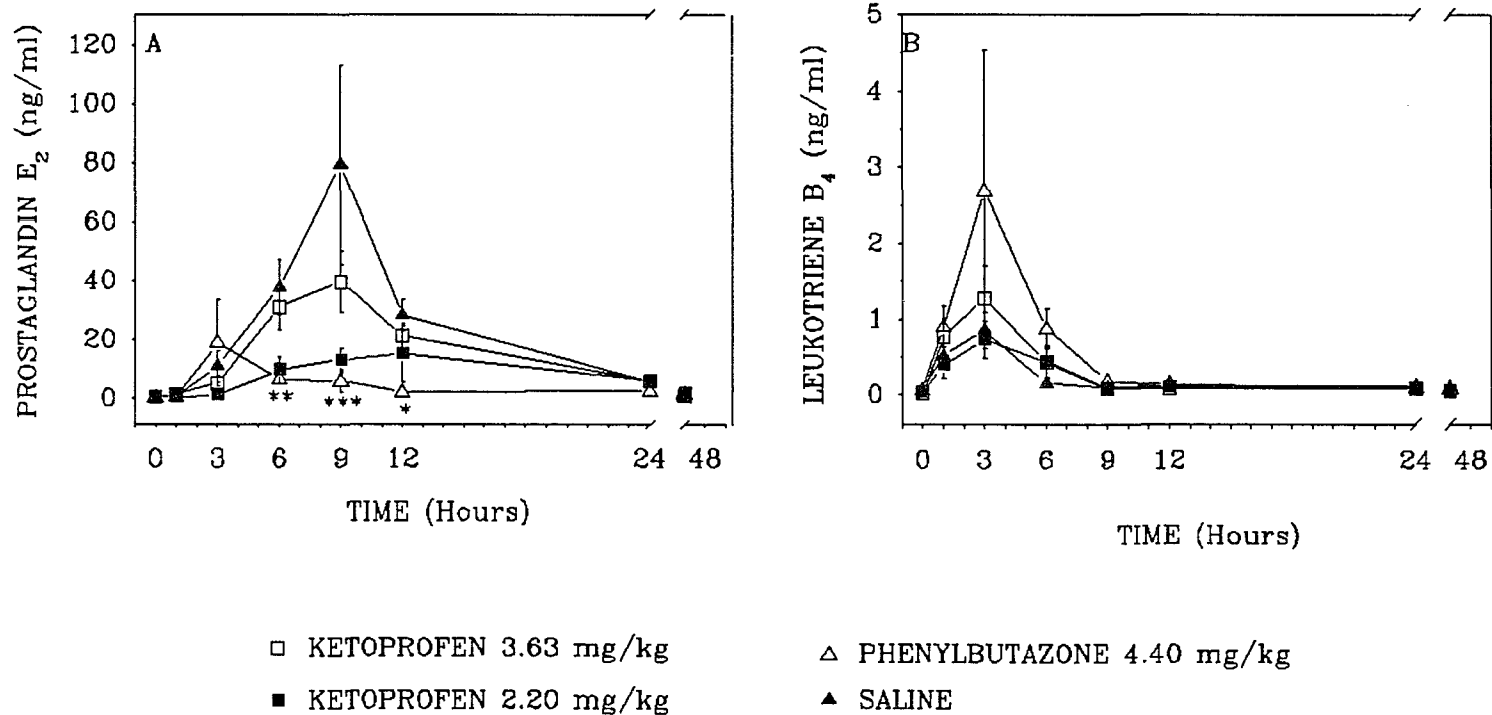 A
PROSTAGLANDIN E2 (ng/ml)
120
100
80
60
40
20
0
** *** *
0 3 6 9 12 24 48
TIME (Hours)
B
LEUKOTRIENE B4 (ng/ml)
5
4
3
2
1
0
0 3 6 9 12 24 48
TIME (Hours)
□ KETOPROFEN 3.63 mg/kg
■ KETOPROFEN 2.20 mg/kg
△ PHENYLBUTAZONE 4.40 mg/kg
▲ SALINE